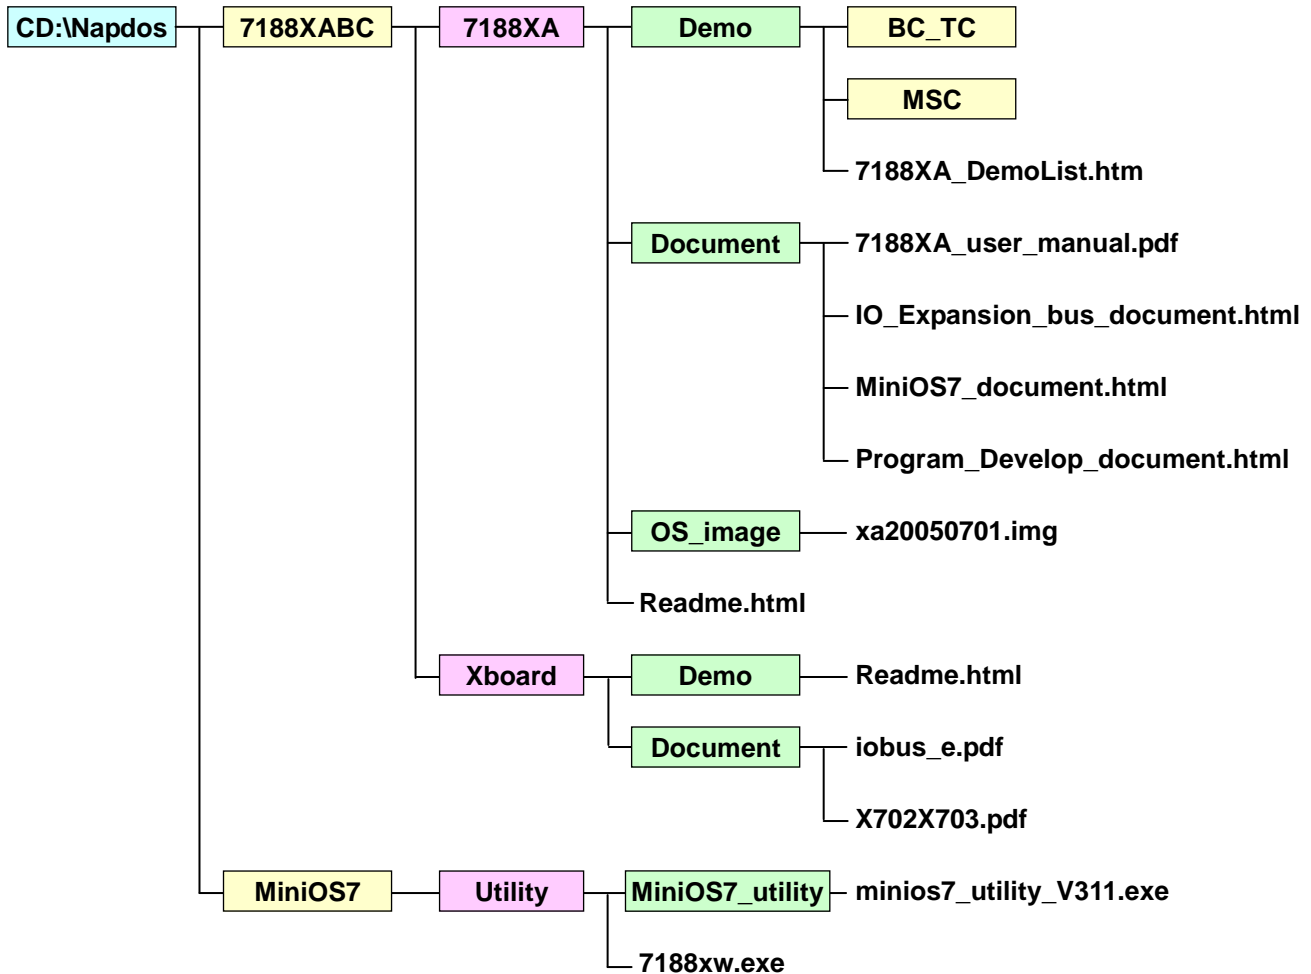 CD:\Napdos 7188XABC 7188XA Demo BC_TC
MSC
7188XA_DemoList.htm
Document 7188XA_user_manual.pdf
IO_Expansion_bus_document.html
MiniOS7_document.html
Program_Develop_document.html
OS_image xa20050701.img
Readme.html
Xboard Demo Readme.html
Document iobus_e.pdf
X702X703.pdf
MiniOS7 Utility MiniOS7_utility minios7_utility_V311.exe
7188xw.exe